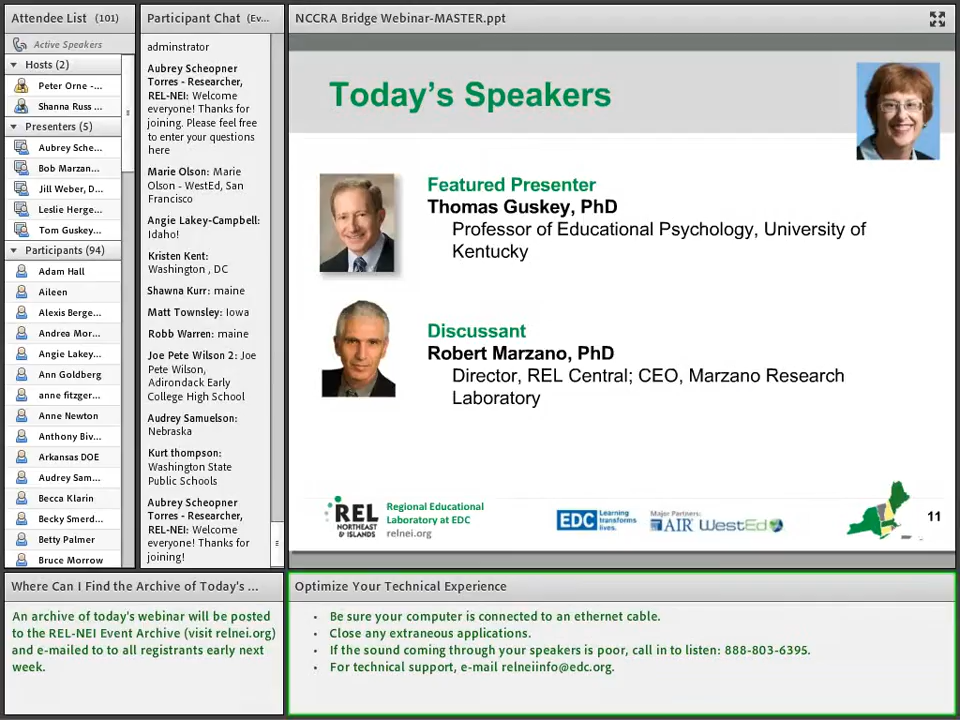 Attendee List (101)
Active Speakers
Hosts (2)
Peter Orne -...
Shanna Russ ...
Presenters (5)
Aubrey Sche...
Bob Marzan...
Jill Weber, D...
Leslie Herge...
Tom Guskey...
Participants (94)
Adam Hall
Aileen
Alexis Berge...
Andrea Mor...
Angie Lakey...
Ann Goldberg
anne fitzger...
Anne Newton
Anthony Biv...
Arkansas DOE
Audrey Sam...
Becca Klarin
Becky Smerd...
Betty Palmer
Bruce Morrow
Participant Chat (Ev...
adminstrator
Aubrey Scheopner
Torres - Researcher,
REL-NEI: Welcome
everyone! Thanks for
joining. Please feel free
to enter your questions
here
Marie Olson: Marie
Olson - WestEd, San
Francisco
Angie Lakey-Campbell:
Idaho!
Kristen Kent:
Washington , DC
Shawna Kurr: maine
Matt Townsley: Iowa
Robb Warren: maine
Joe Pete Wilson 2: Joe
Pete Wilson,
Adirondack Early
College High School
Audrey Samuelson:
Nebraska
Kurt thompson:
Washington State
Public Schools
Aubrey Scheopner
Torres - Researcher,
REL-NEI: Welcome
everyone! Thanks for
joining!
NCCRA Bridge Webinar-MASTER.ppt
Today's Speakers
Featured Presenter
Thomas Guskey, PhD
Professor of Educational Psychology, University of
Kentucky
Discussant
Robert Marzano, PhD
Director, REL Central; CEO, Marzano Research
Laboratory
REL
NORTHEAST
& ISLANDS
Regional Educational
Laboratory at EDC
relnei.org
EDC
Learning
transforms
lives.
Major Partners:
AIR WestEd
11
Where Can I Find the Archive of Today's ...
An archive of today's webinar will be posted
to the REL-NEI Event Archive (visit relnei.org)
and e-mailed to to all registrants early next
week.
Optimize Your Technical Experience
• Be sure your computer is connected to an ethernet cable.
• Close any extraneous applications.
• If the sound coming through your speakers is poor, call in to listen: 888-803-6395.
• For technical support, e-mail relneiinfo@edc.org.